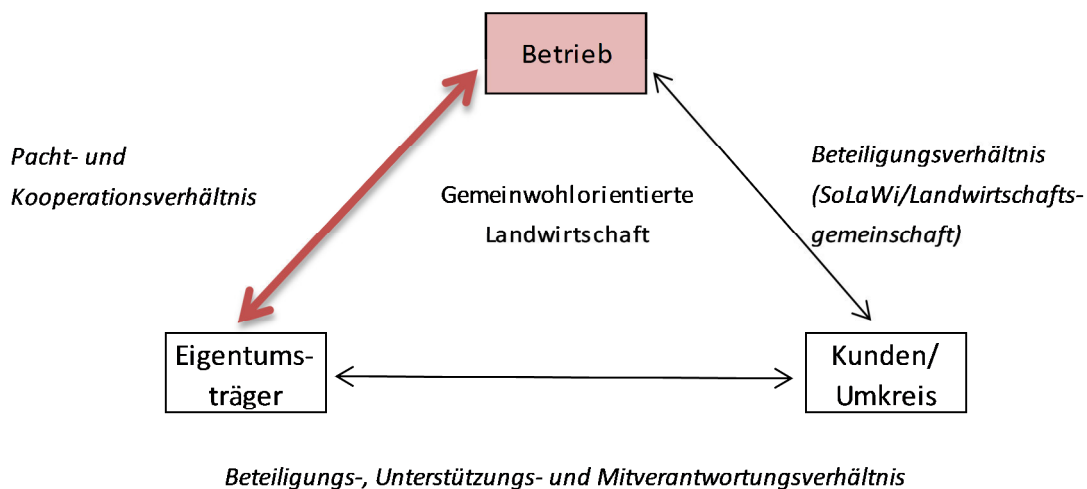 Betrieb
Pacht- und
Kooperationsverhältnis
Gemeinwohlorientierte
Landwirtschaft
Beteiligungsverhältnis
(SoLaWi/Landwirtschafts-
gemeinschaft)
Eigentums-
träger
Kunden/
Umkreis
Beteiligungs-, Unterstützungs- und Mitverantwortungsverhältnis